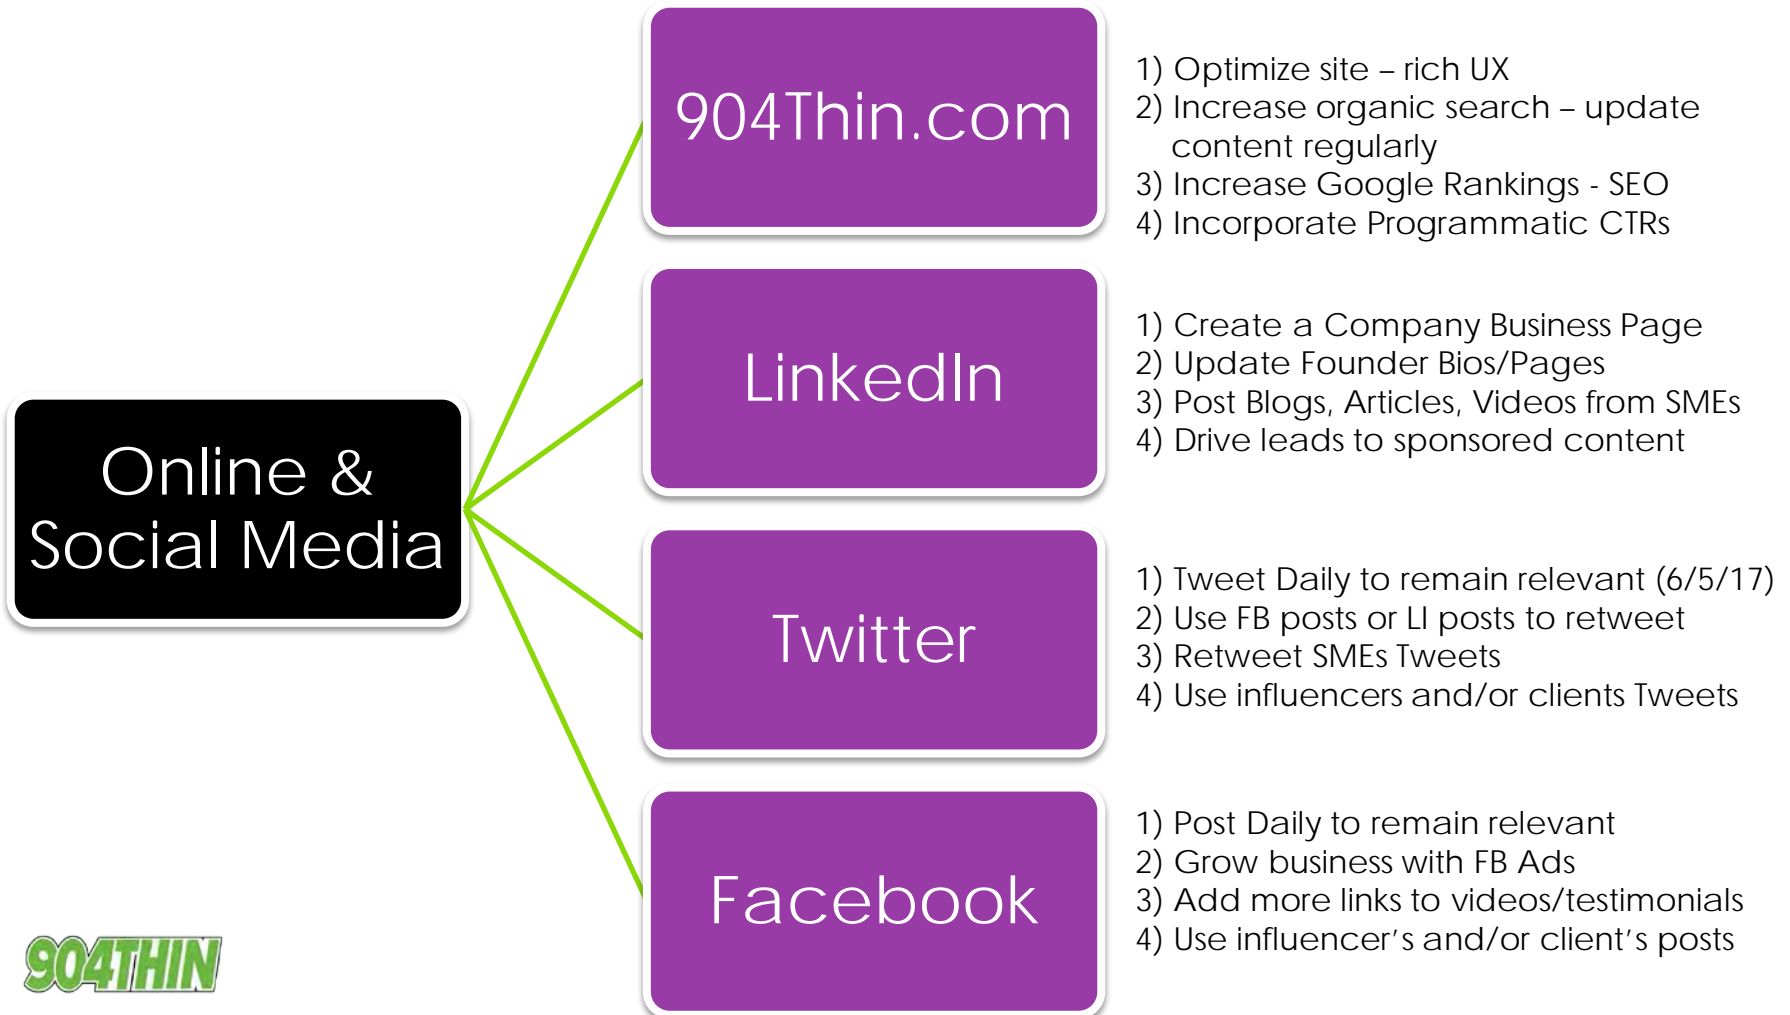 Online &
Social Media
904Thin.com
1) Optimize site – rich UX
2) Increase organic search – update
content regularly
3) Increase Google Rankings - SEO
4) Incorporate Programmatic CTRs
LinkedIn
1) Create a Company Business Page
2) Update Founder Bios/Pages
3) Post Blogs, Articles, Videos from SMEs
4) Drive leads to sponsored content
Twitter
1) Tweet Daily to remain relevant (6/5/17)
2) Use FB posts or LI posts to retweet
3) Retweet SMEs Tweets
4) Use influencers and/or clients Tweets
Facebook
1) Post Daily to remain relevant
2) Grow business with FB Ads
3) Add more links to videos/testimonials
4) Use influencer’s and/or client’s posts
904THIN